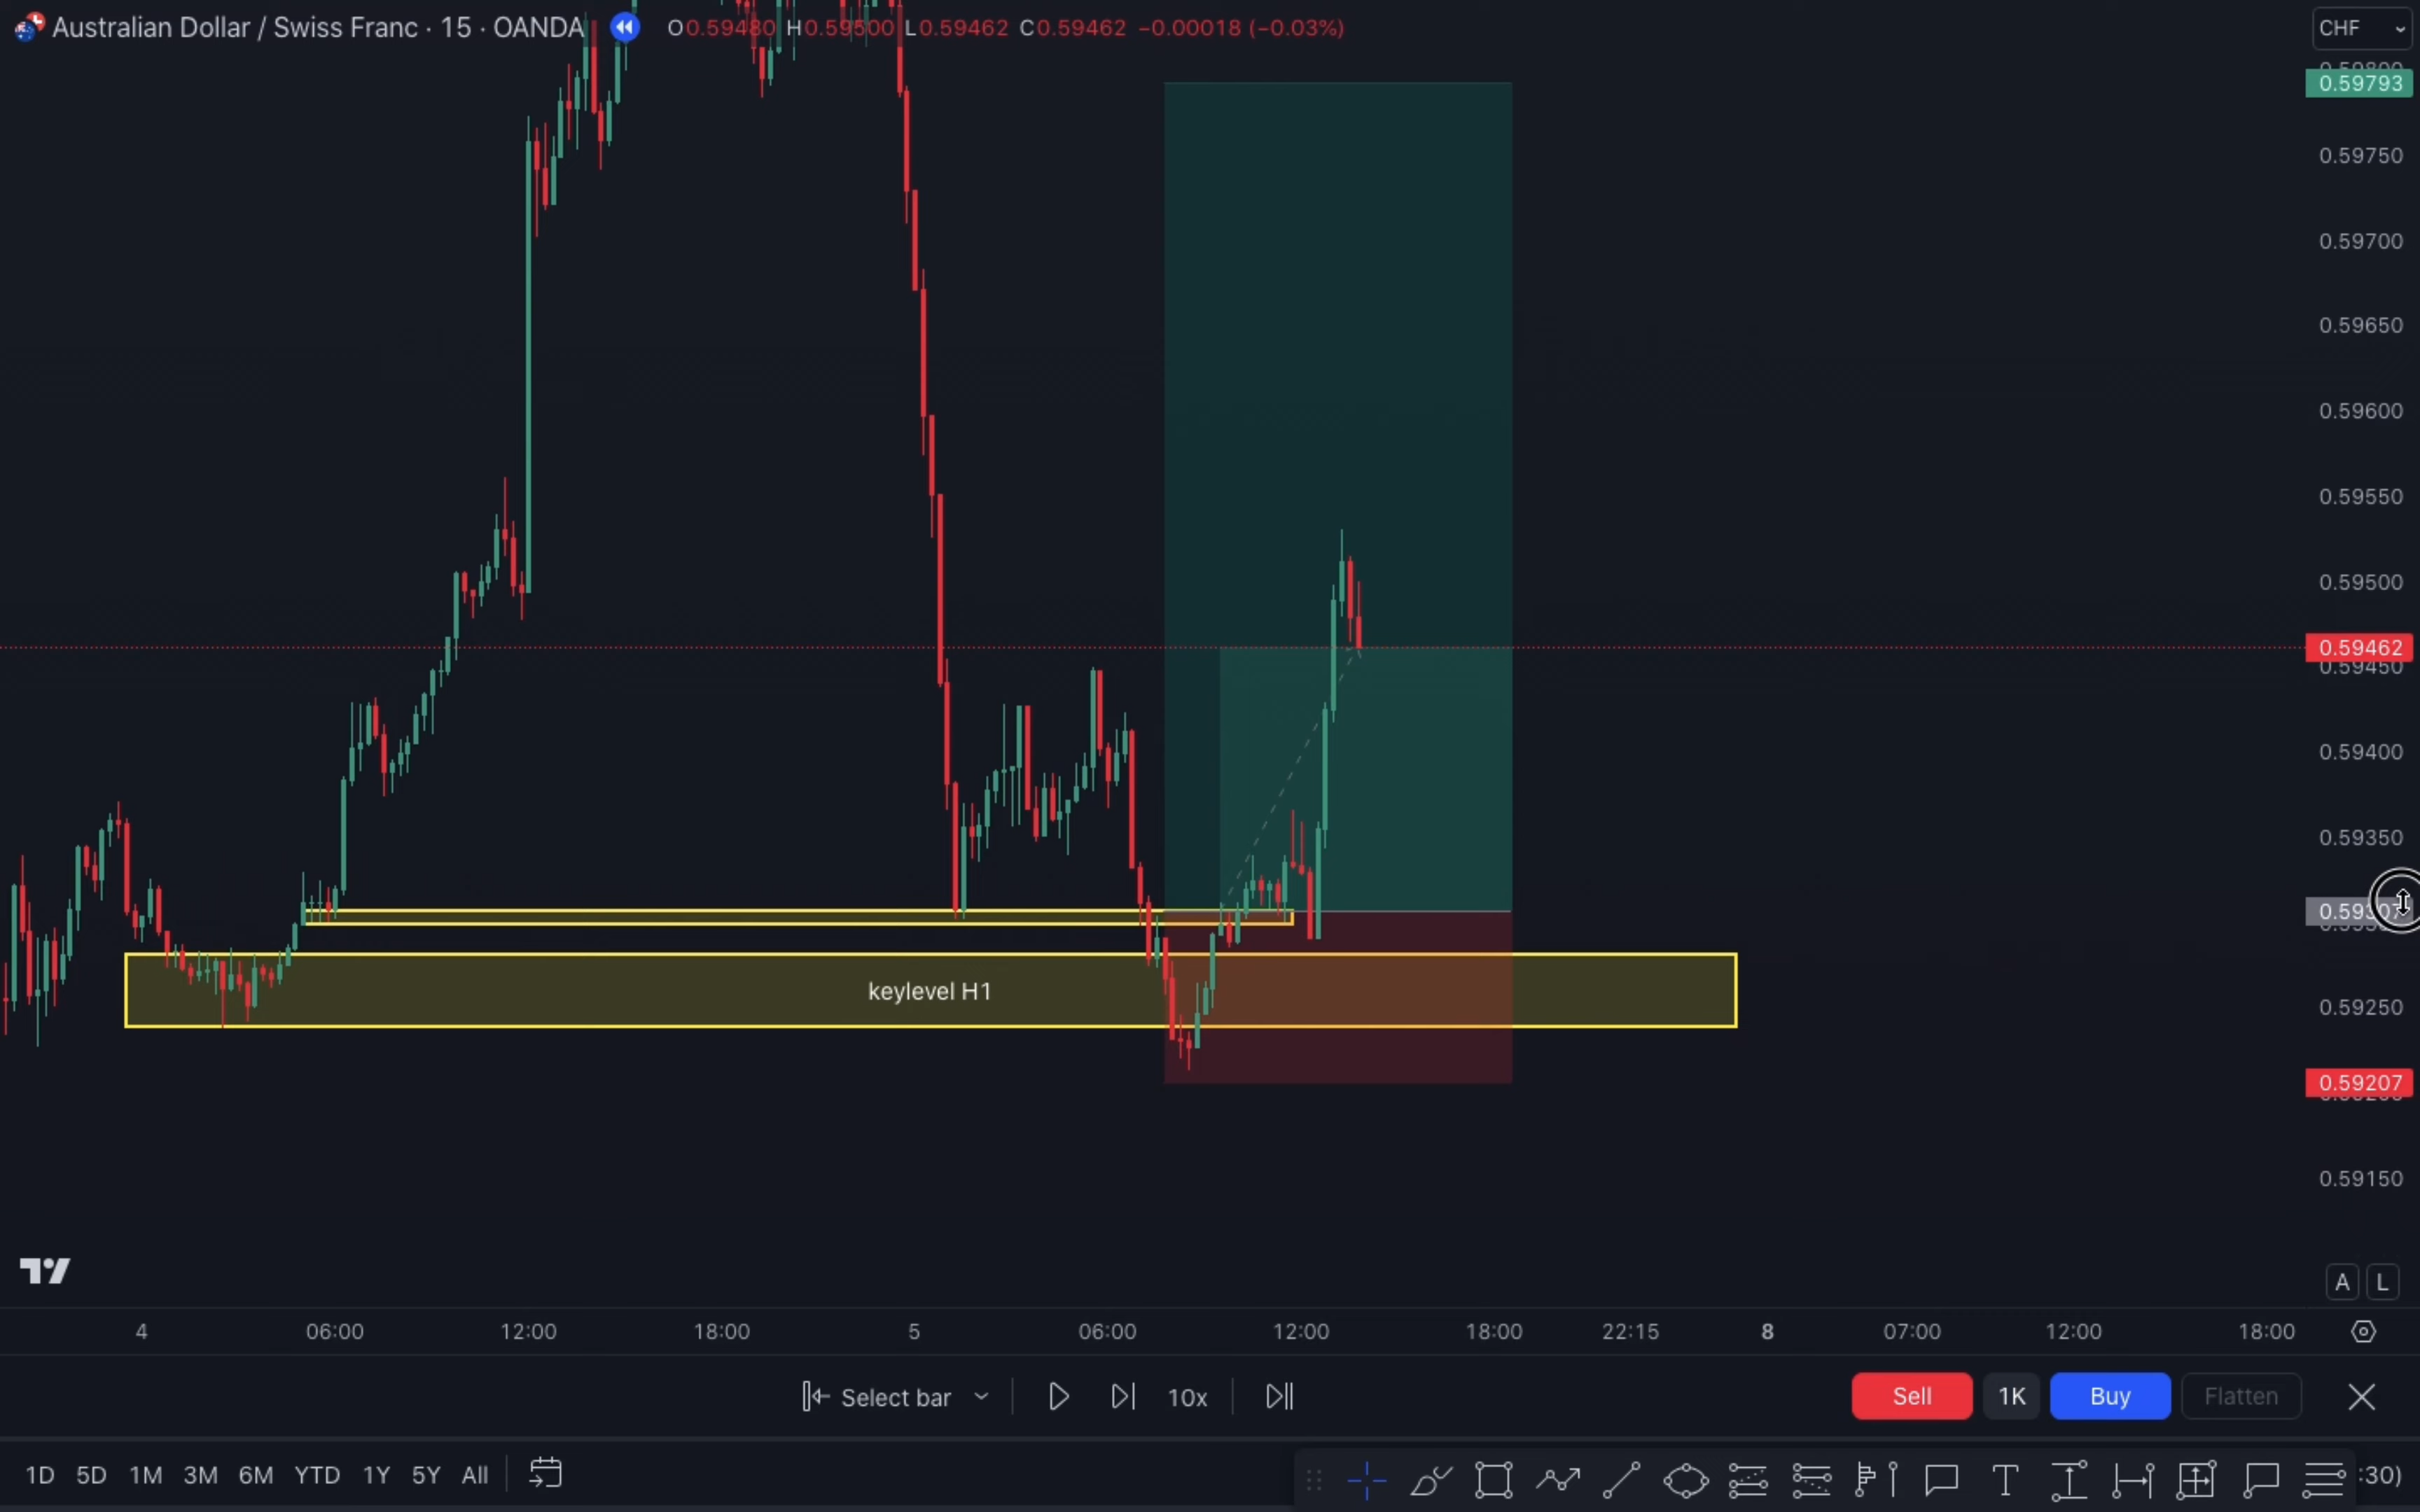 Australian Dollar / Swiss Franc · 15 · OANDA O0.59480 H0.59500 L0.59462 C0.59462 −0.00018 (−0.03%) CHF
0.59793
0.59750
0.59700
0.59650
0.59600
0.59550
0.59500
0.59462
0.59450
0.59400
0.59350
0.59307
keylevel H1
0.59250
0.59207
0.59150
A L
4 06:00 12:00 18:00 5 06:00 12:00 18:00 22:15 8 07:00 12:00 18:00
Select bar 10x Sell 1K Buy Flatten
1D 5D 1M 3M 6M YTD 1Y 5Y All :30)